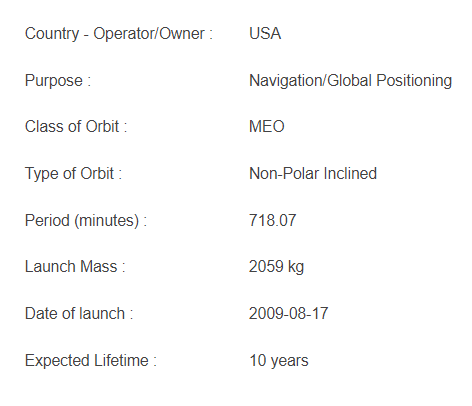 Country - Operator/Owner : USA
Purpose : Navigation/Global Positioning
Class of Orbit : MEO
Type of Orbit : Non-Polar Inclined
Period (minutes) : 718.07
Launch Mass : 2059 kg
Date of launch : 2009-08-17
Expected Lifetime : 10 years